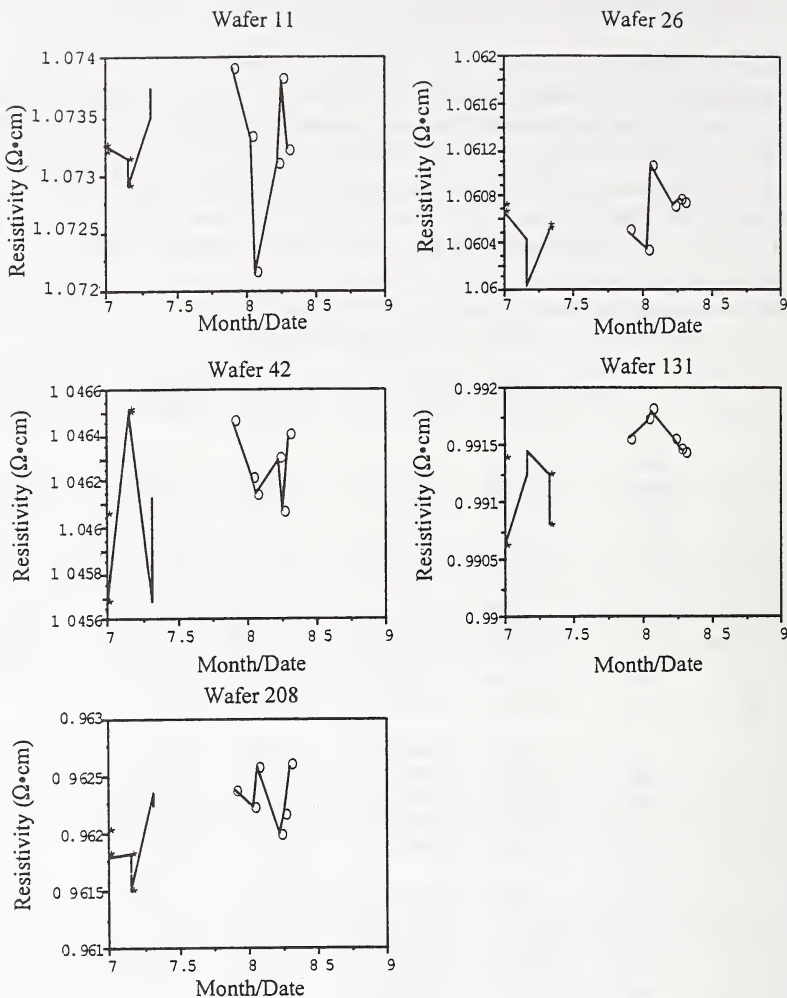 Wafer 11
1.074
1.0735
1.073
1.0725
1.072
Resistivity (Ω•cm)
7 7.5 8 8 5 9
Month/Date
Wafer 26
1.062
1.0616
1.0612
1.0608
1.0604
1.06
Resistivity (Ω•cm)
7 7.5 8 8 5 9
Month/Date
Wafer 42
1 0466
1.0464
1.0462
1.046
1.0458
1 0456
Resistivity (Ω•cm)
7 7.5 8 8 5 9
Month/Date
Wafer 131
0.992
0.9915
0.991
0.9905
0.99
Resistivity (Ω•cm)
7 7.5 8 8 5 9
Month/Date
Wafer 208
0.963
0.9625
0.962
0 9615
0.961
Resistivity (Ω•cm)
7 7.5 8 8 5 9
Month/Date